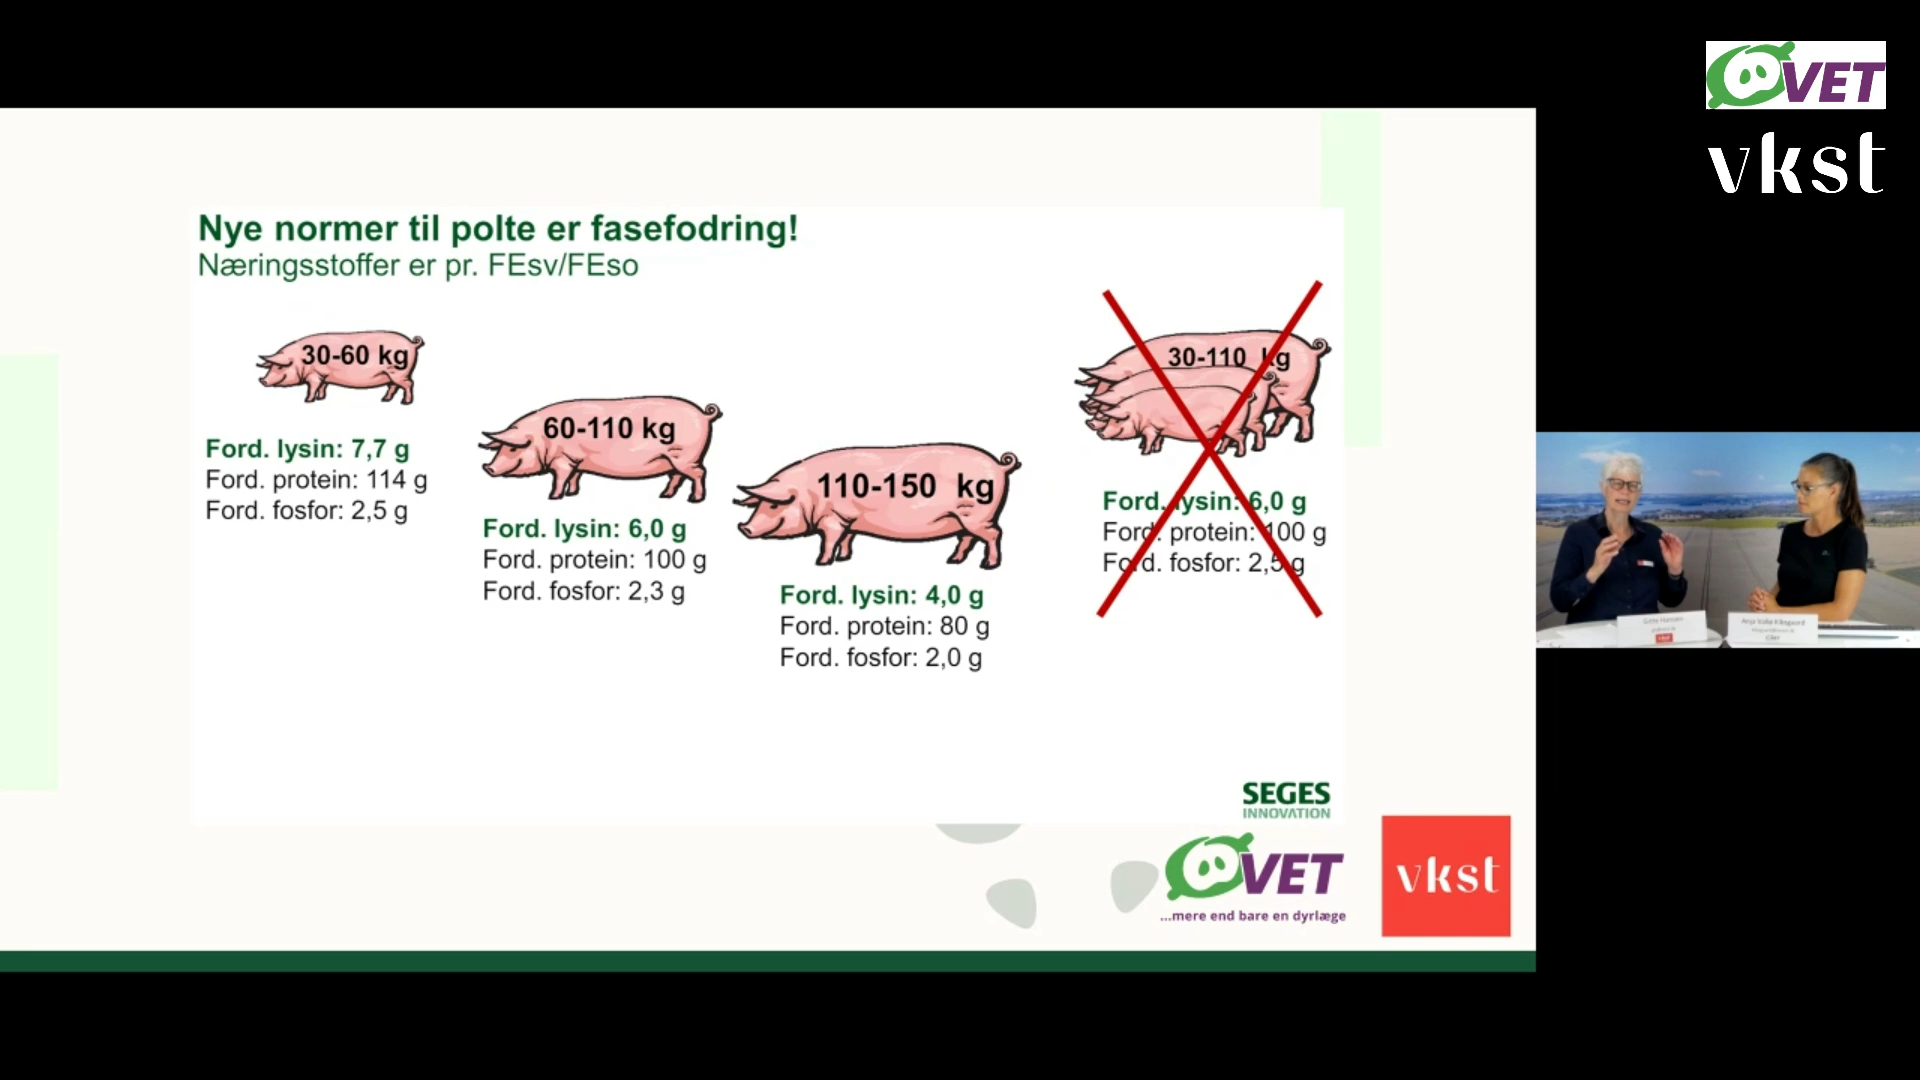 VET
vkst
Nye normer til polte er fasefodring!
Næringsstoffer er pr. FEsv/FEso
30-60 kg
Ford. lysin: 7,7 g
Ford. protein: 114 g
Ford. fosfor: 2,5 g
60-110 kg
Ford. lysin: 6,0 g
Ford. protein: 100 g
Ford. fosfor: 2,3 g
110-150 kg
Ford. lysin: 4,0 g
Ford. protein: 80 g
Ford. fosfor: 2,0 g
30-110 kg
Ford. lysin: 6,0 g
Ford. protein: 100 g
Ford. fosfor: 2,5 g
Gitte Hansen
SEGES
INNOVATION
VET
...mere end bare en dyrlæge
vkst